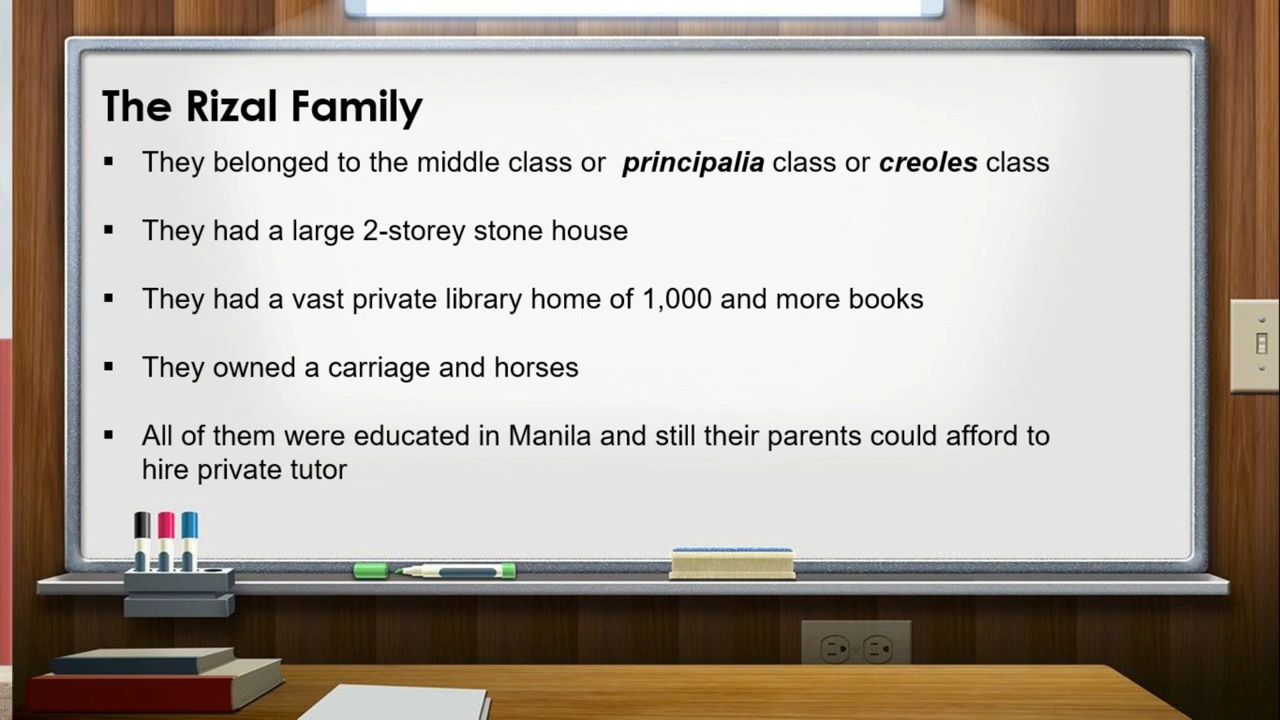 The Rizal Family
▪ They belonged to the middle class or principalia class or creoles class
▪ They had a large 2-storey stone house
▪ They had a vast private library home of 1,000 and more books
▪ They owned a carriage and horses
▪ All of them were educated in Manila and still their parents could afford to
hire private tutor